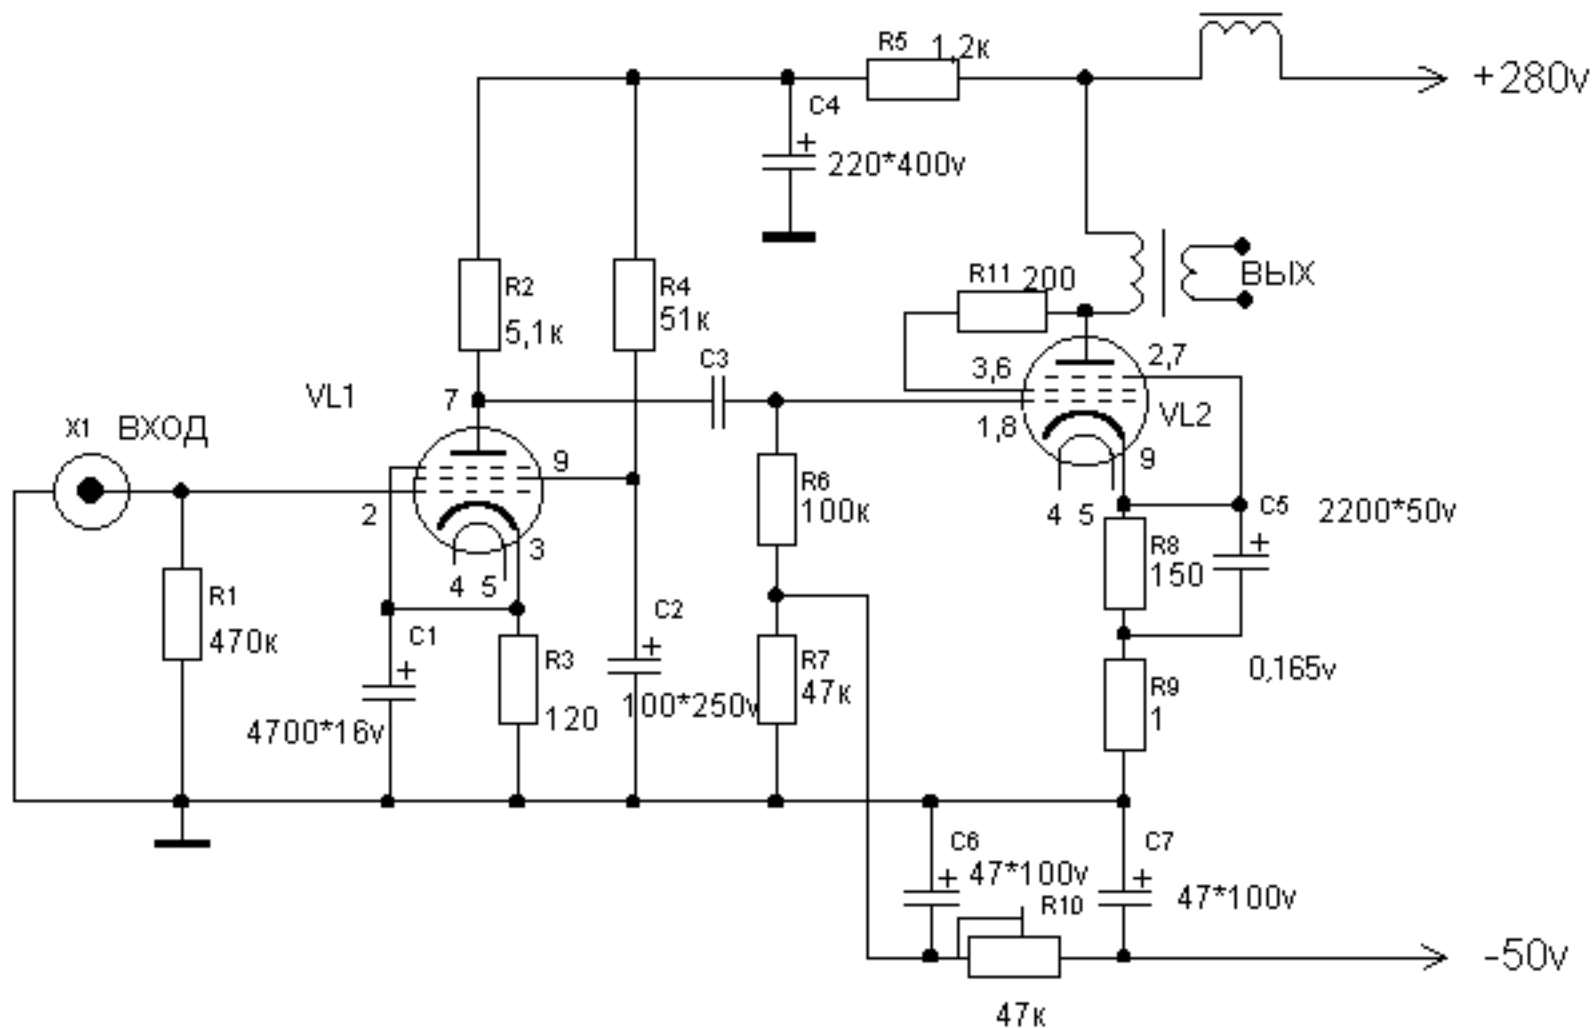 R5 1,2к
+280v
C4
220*400v
R2
5,1к
R4
51к
R11 200
ВЫХ
C3
3,6
2,7
VL1
7
1,8
VL2
X1 ВХОД
9
9
2
R6
100к
4 5
C5
2200*50v
3
R8
150
4 5
R1
470к
C1
C2
R3
120
R7
47к
0,165v
R9
1
4700*16v
100*250v
C6
47*100v
C7
47*100v
R10
-50v
47к